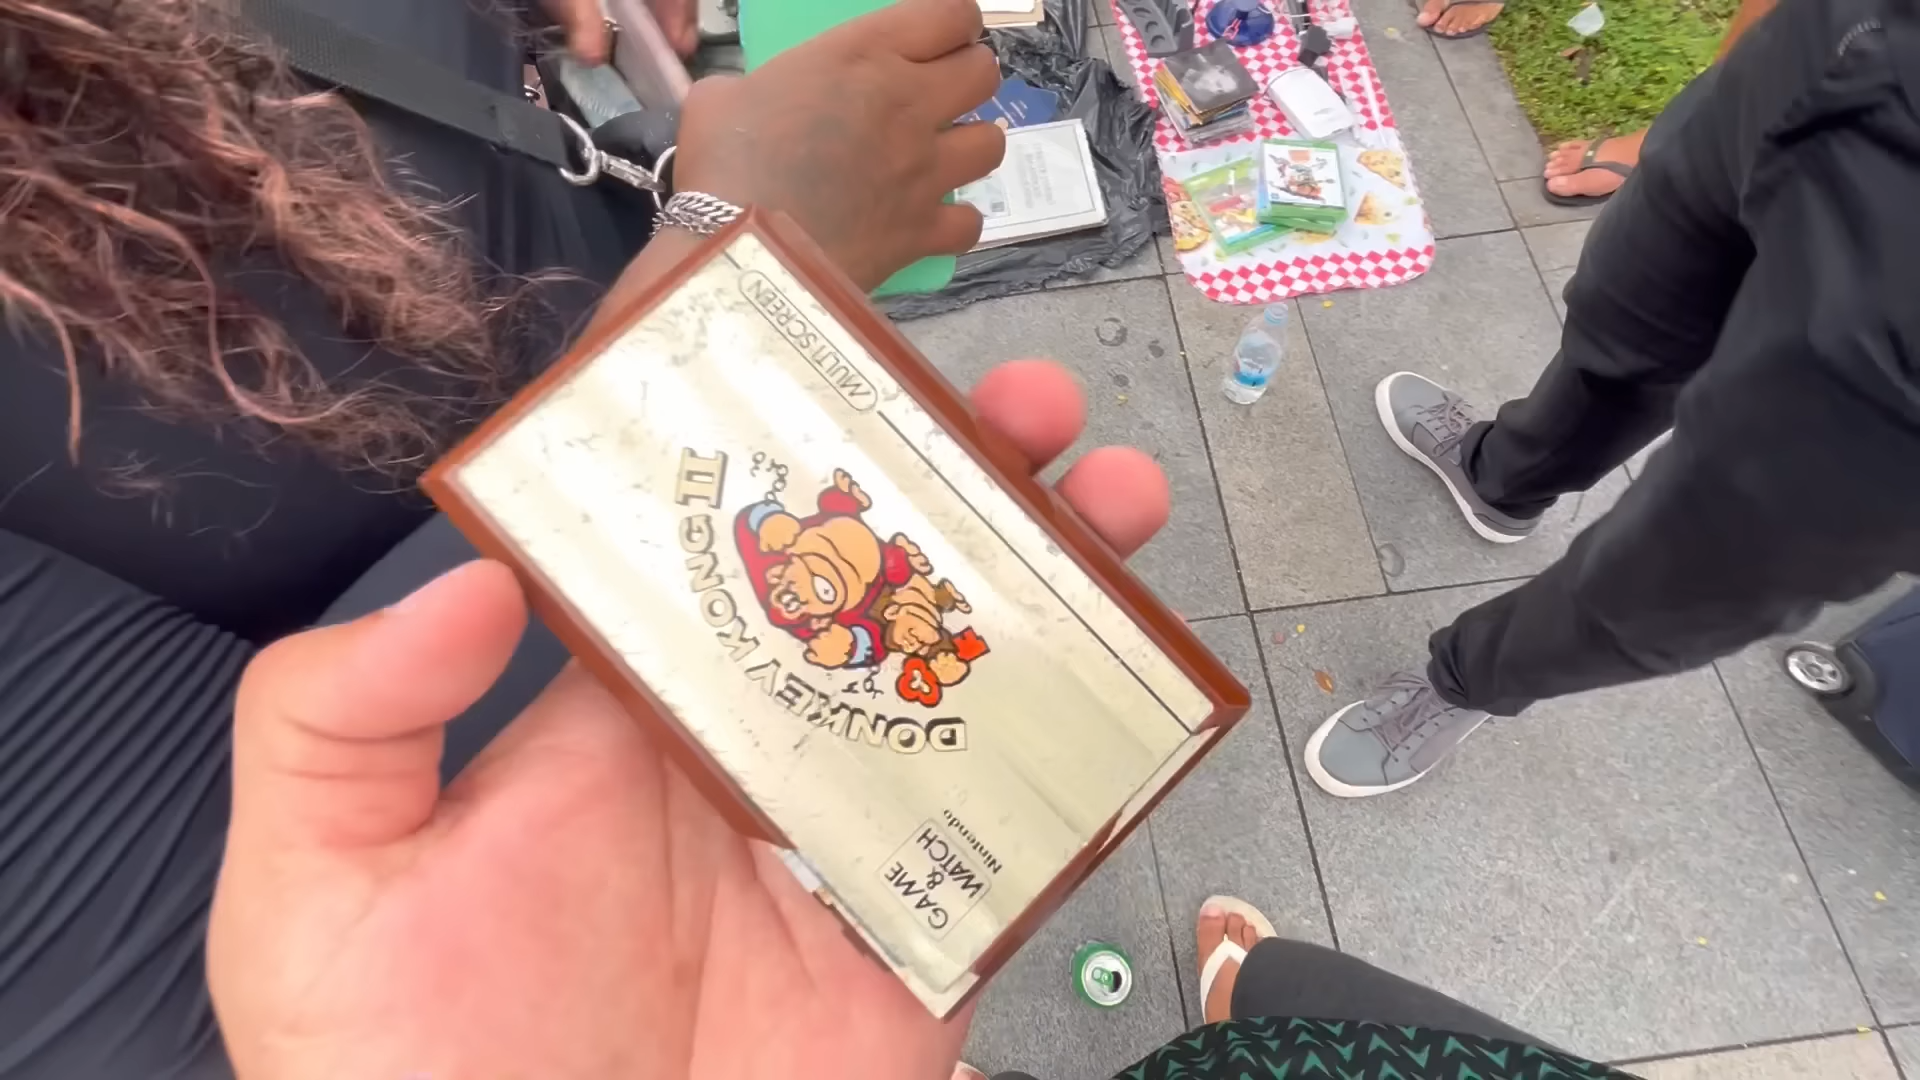 MULTI SCREEN
DONKEY KONG II
GAME
&
WATCH
Nintendo